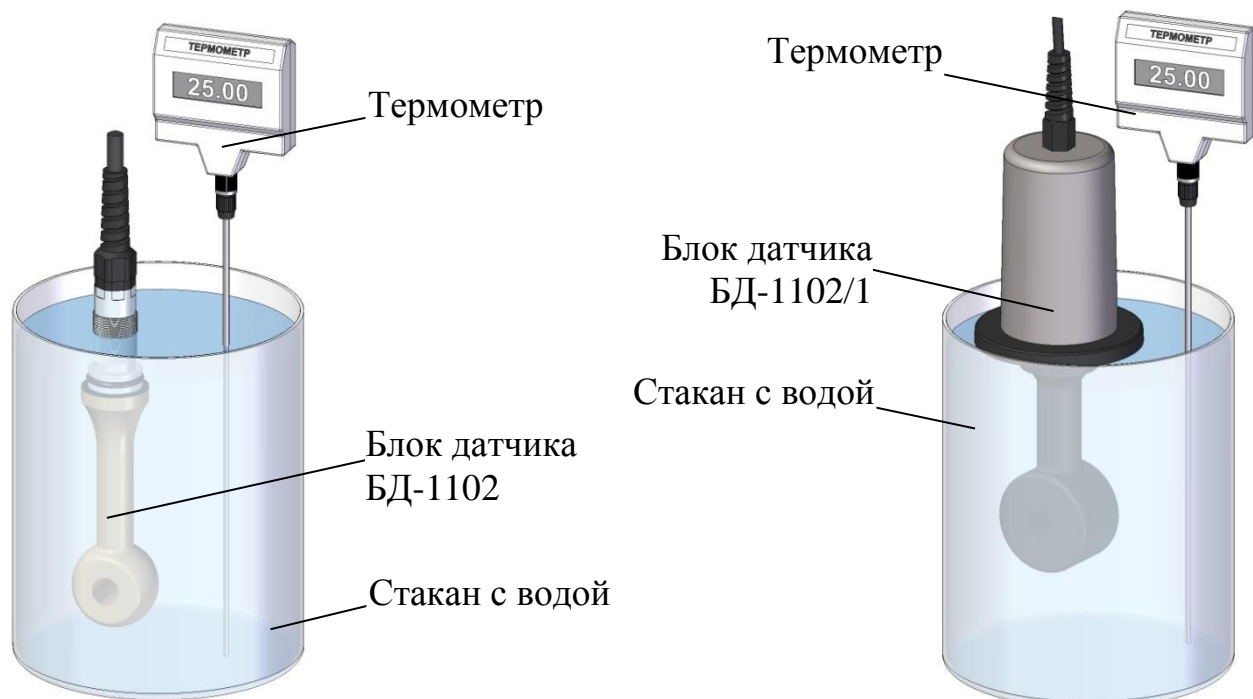 ТЕРМОМЕТР
25.00
Термометр
Блок датчика
БД-1102
Стакан с водой
ТЕРМОМЕТР
25.00
Термометр
Блок датчика
БД-1102/1
Стакан с водой